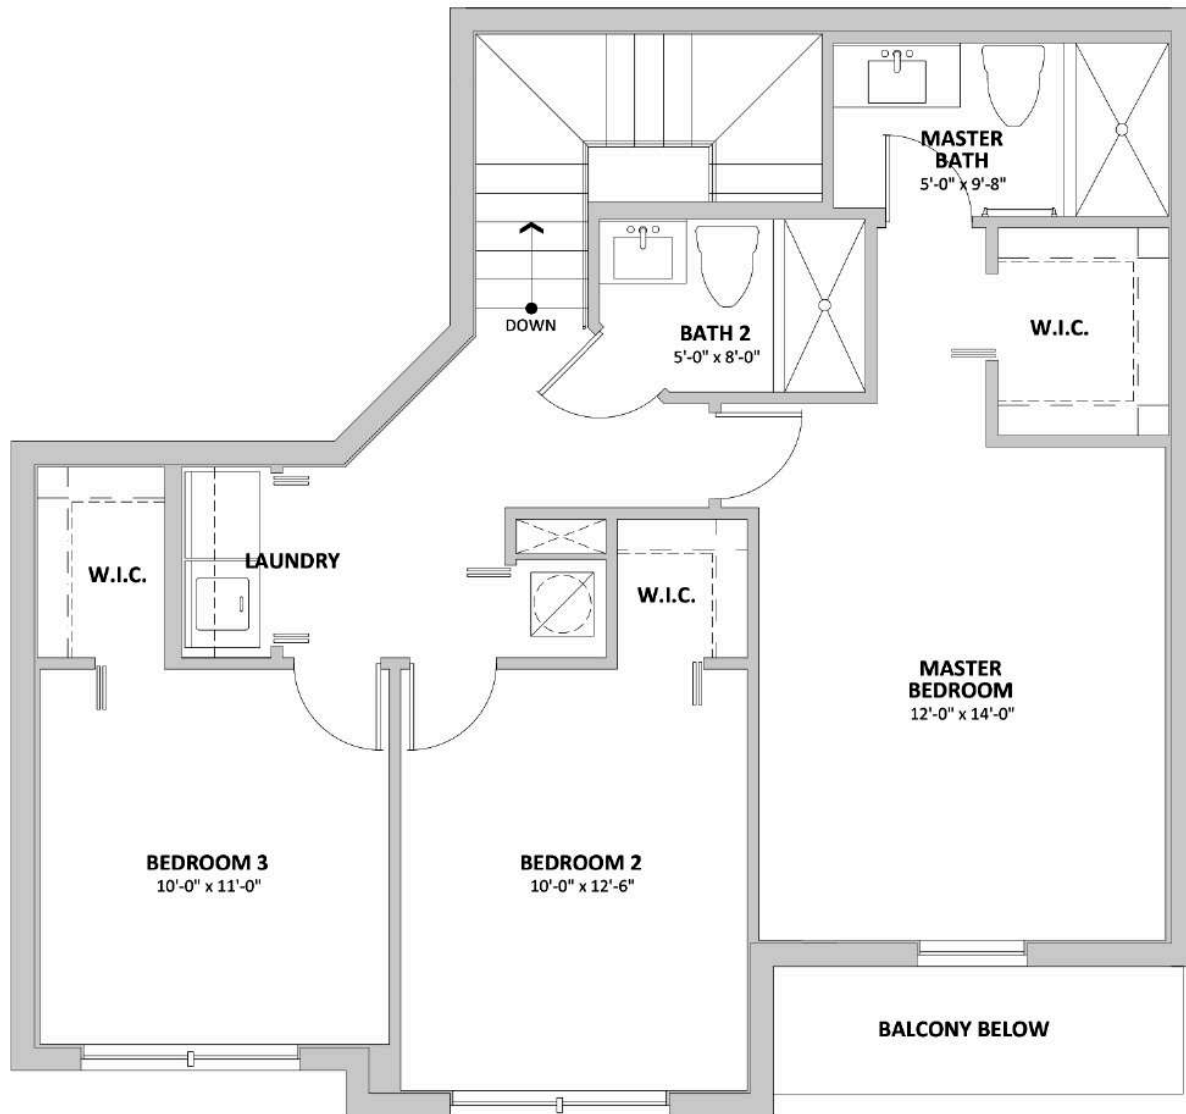 MASTER
BATH
5'-0" x 9'-8"
DOWN
BATH 2
5'-0" x 8'-0"
W.I.C.
LAUNDRY
W.I.C.
W.I.C.
MASTER
BEDROOM
12'-0" x 14'-0"
BEDROOM 3
10'-0" x 11'-0"
BEDROOM 2
10'-0" x 12'-6"
BALCONY BELOW